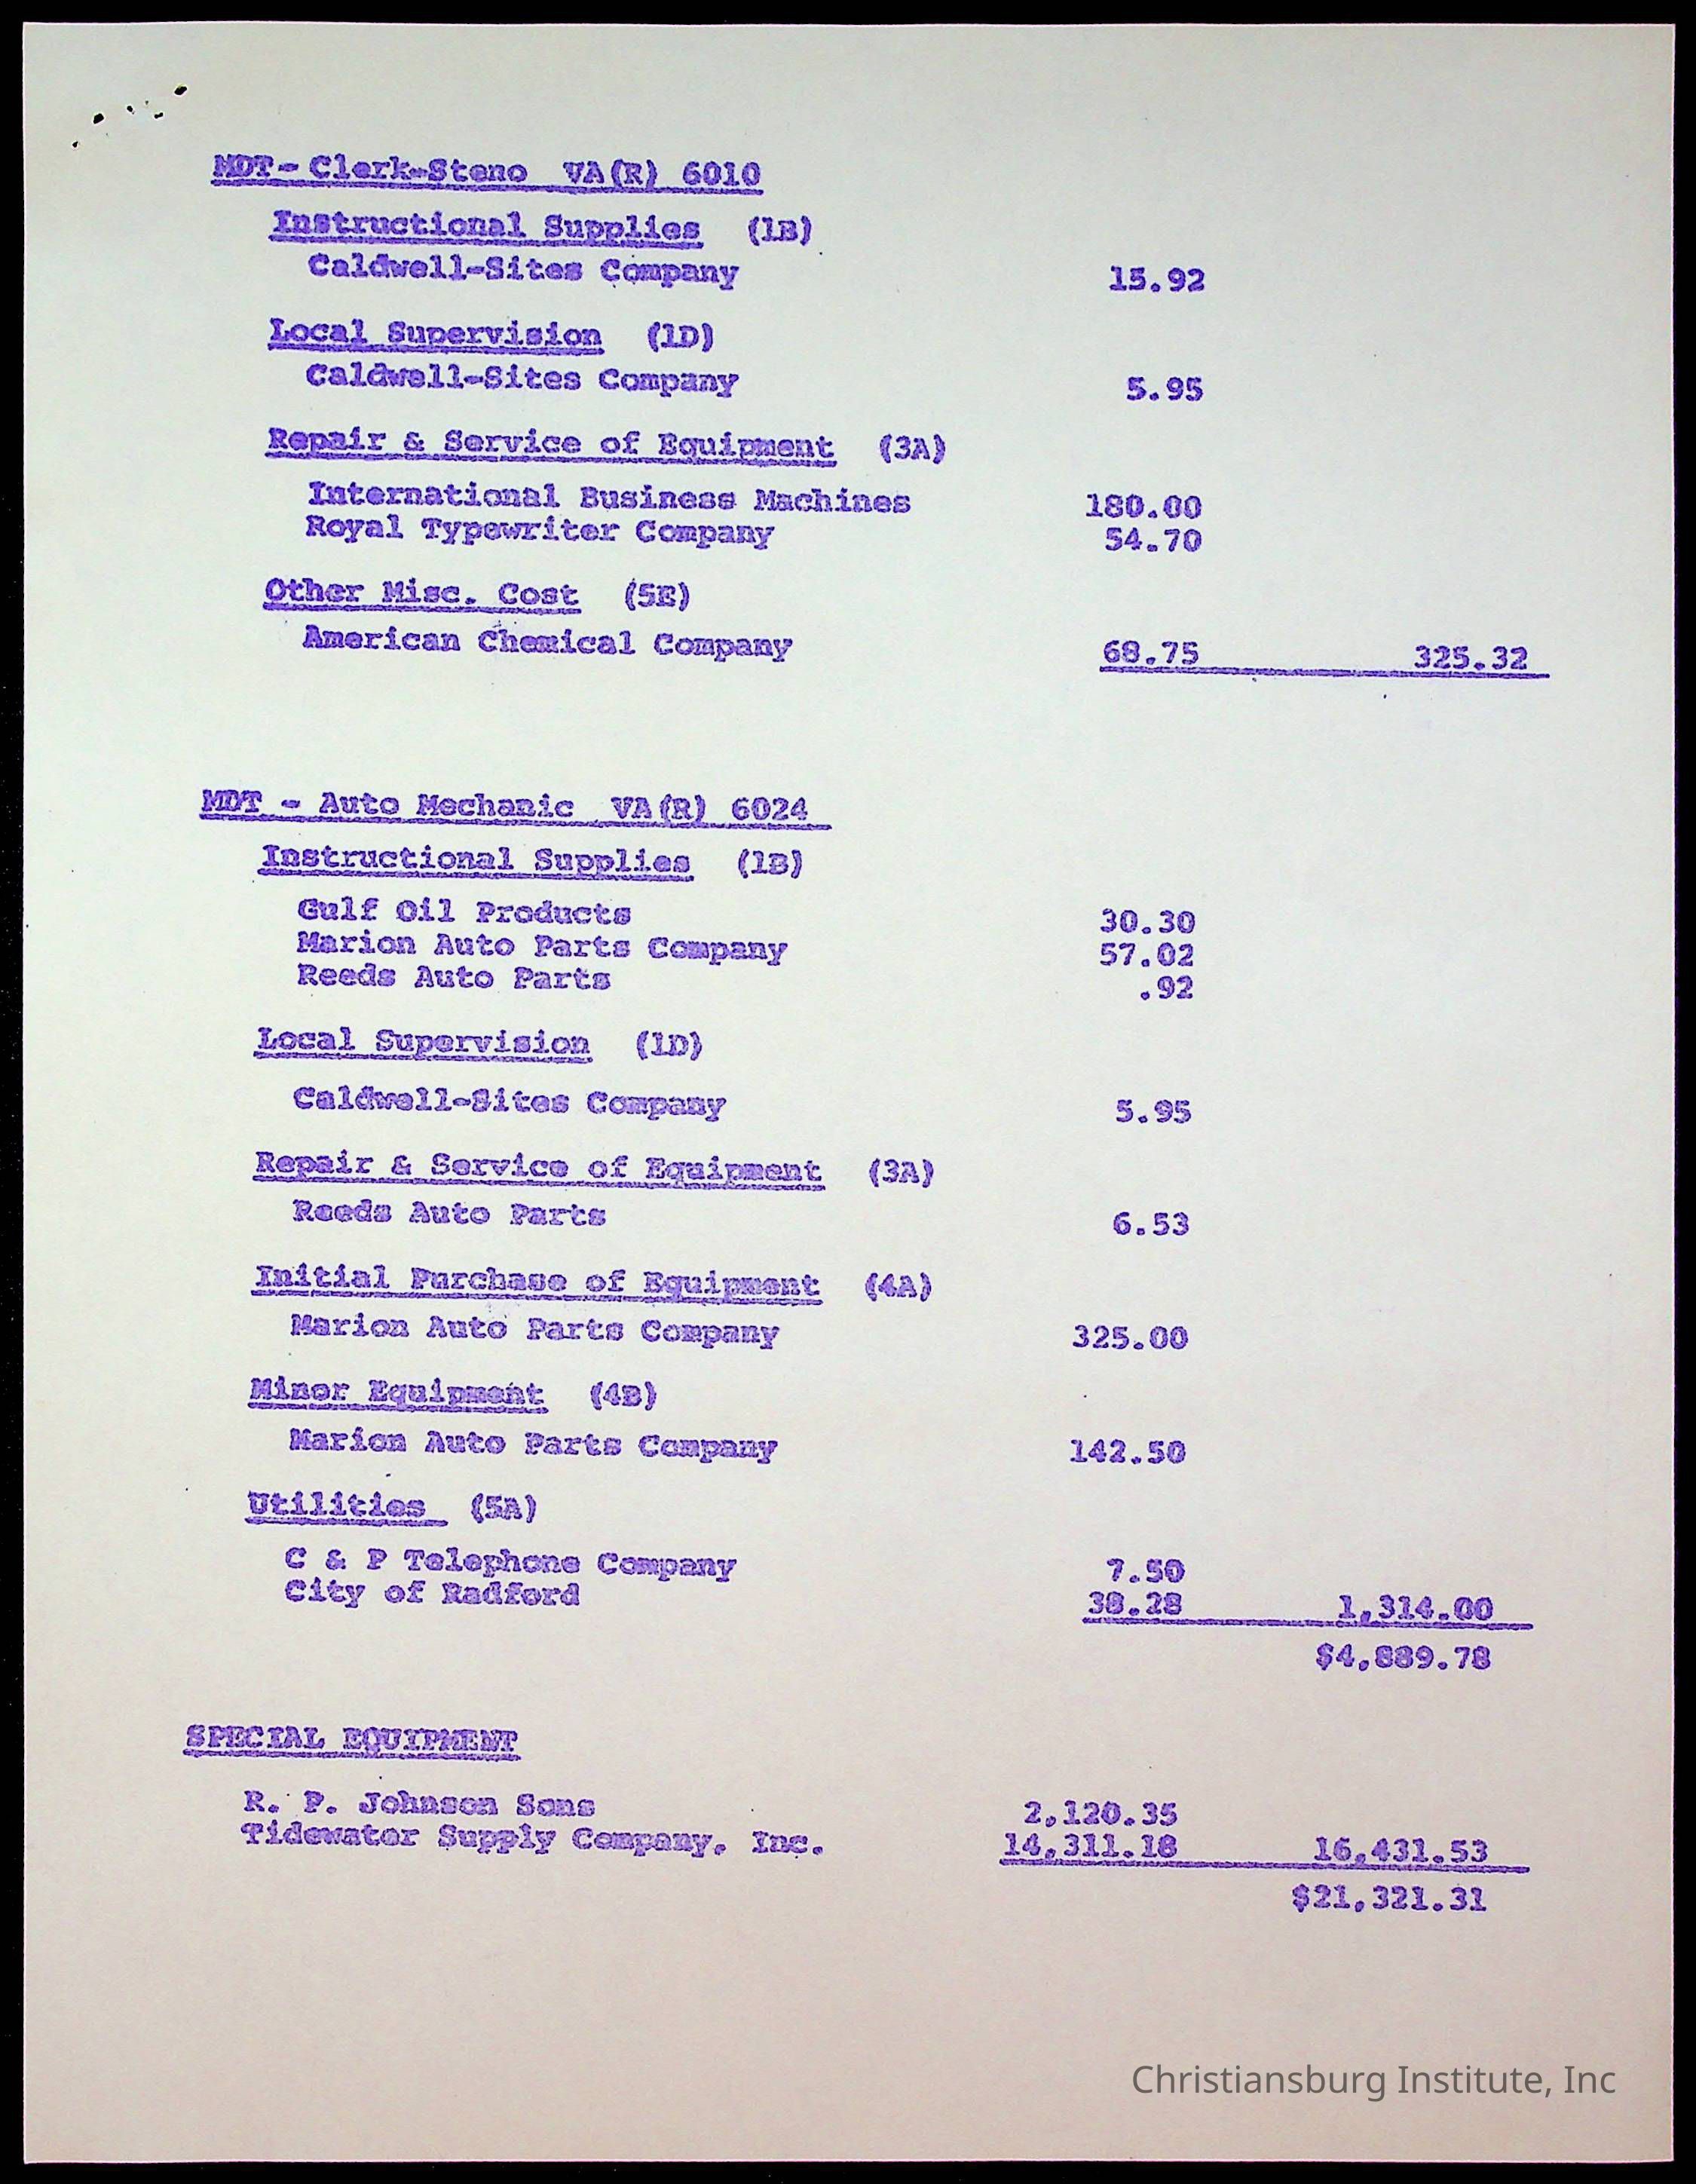 MDT- Clerk-Steno VA(R) 6010
Instructional Supplies (1B)
Caldwell-Sites Company 15.92
Local Supervision (1D)
Caldwell-Sites Company 5.95
Repair & Service of Equipment (3A)
International Business Machines 180.00
Royal Typewriter Company 54.70
Other Misc. Cost (5E)
American Chemical Company 68.75 325.32
MDT - Auto Mechanic VA(R) 6024
Instructional Supplies (1B)
Gulf Oil Products 30.30
Marion Auto Parts Company 57.02
Reeds Auto Parts .92
Local Supervision (1D)
Caldwell-Sites Company 5.95
Repair & Service of Equipment (3A)
Reeds Auto Parts 6.53
Initial Purchase of Equipment (4A)
Marion Auto Parts Company 325.00
Minor Equipment (4B)
Marion Auto Parts Company 142.50
Utilities (5A)
C & P Telephone Company 7.50
City of Radford 38.28 1,314.00
$4,889.78
SPECIAL EQUIPMENT
R. P. Johnson Sons 2,120.35
Tidewater Supply Company, Inc. 14,311.18 16,431.53
$21,321.31
Christiansburg Institute, Inc